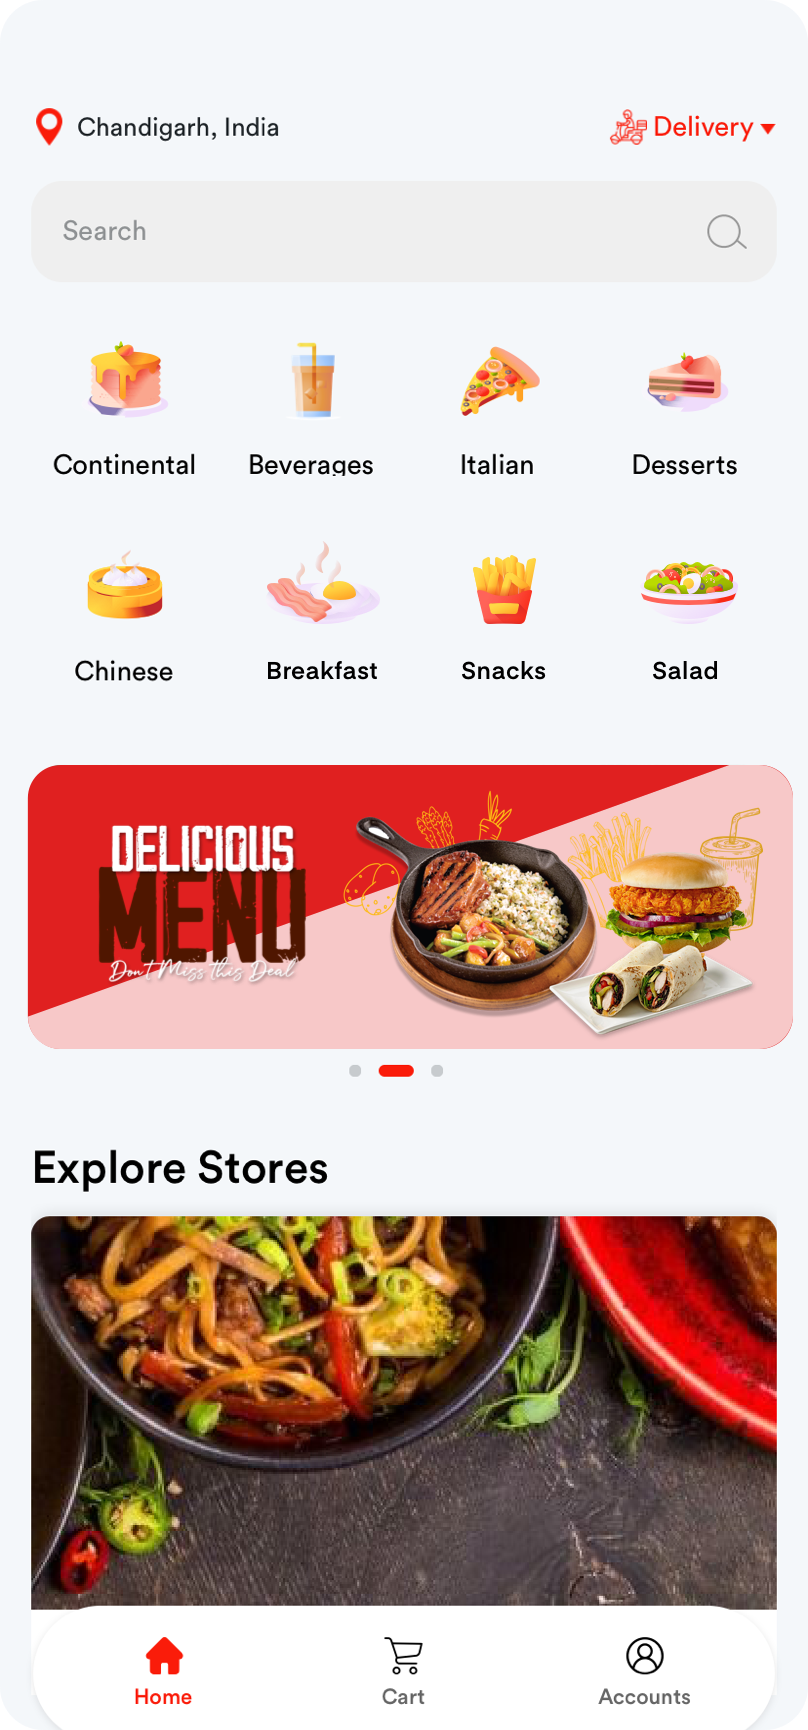 Chandigarh, India
Delivery
Search
Continental
Beverages
Italian
Desserts
Chinese
Breakfast
Snacks
Salad
DELICIOUS
MENU
Don't Miss this Deal
Explore Stores
Home
Cart
Accounts